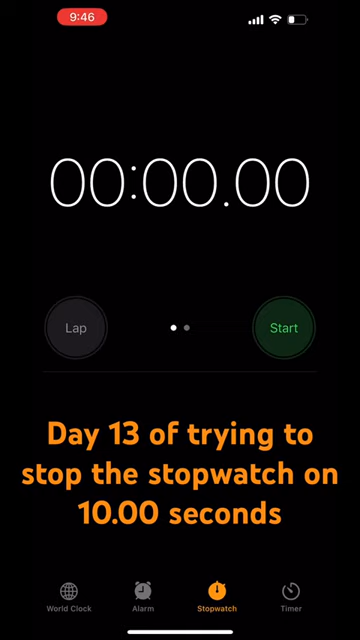 9:46
00:00.00
Lap
Start
Day 13 of trying to
stop the stopwatch on
10.00 seconds
World Clock
Alarm
Stopwatch
Timer